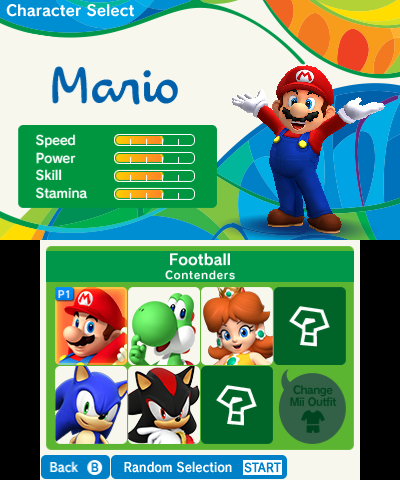 Character Select
Mario
Speed
Power
Skill
Stamina
Football
Contenders
P1
M
?
?
Change
Mii Outfit
Back B Random Selection START